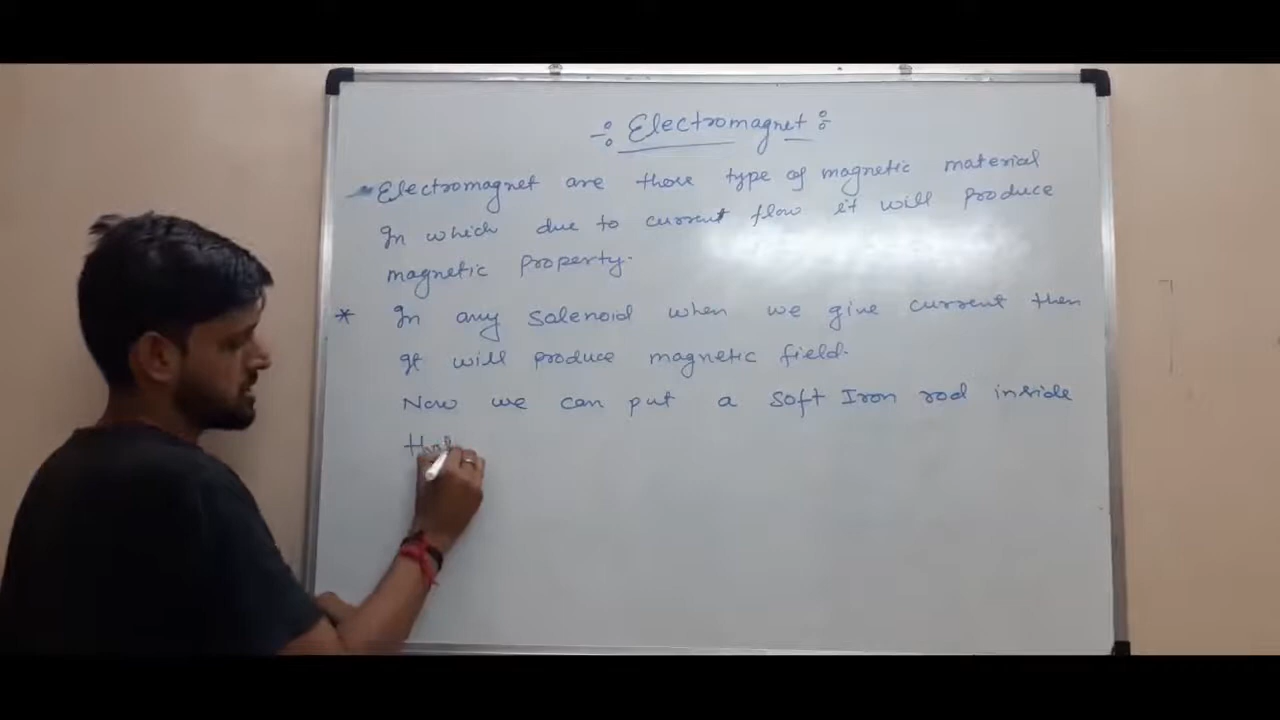 ÷ Electromagnet ÷
Electromagnet are those type of magnetic material
In which due to current flow it will produce
magnetic property.
* In any Solenoid when we give current then
It will produce magnetic field.
Now we can put a soft Iron rod inside